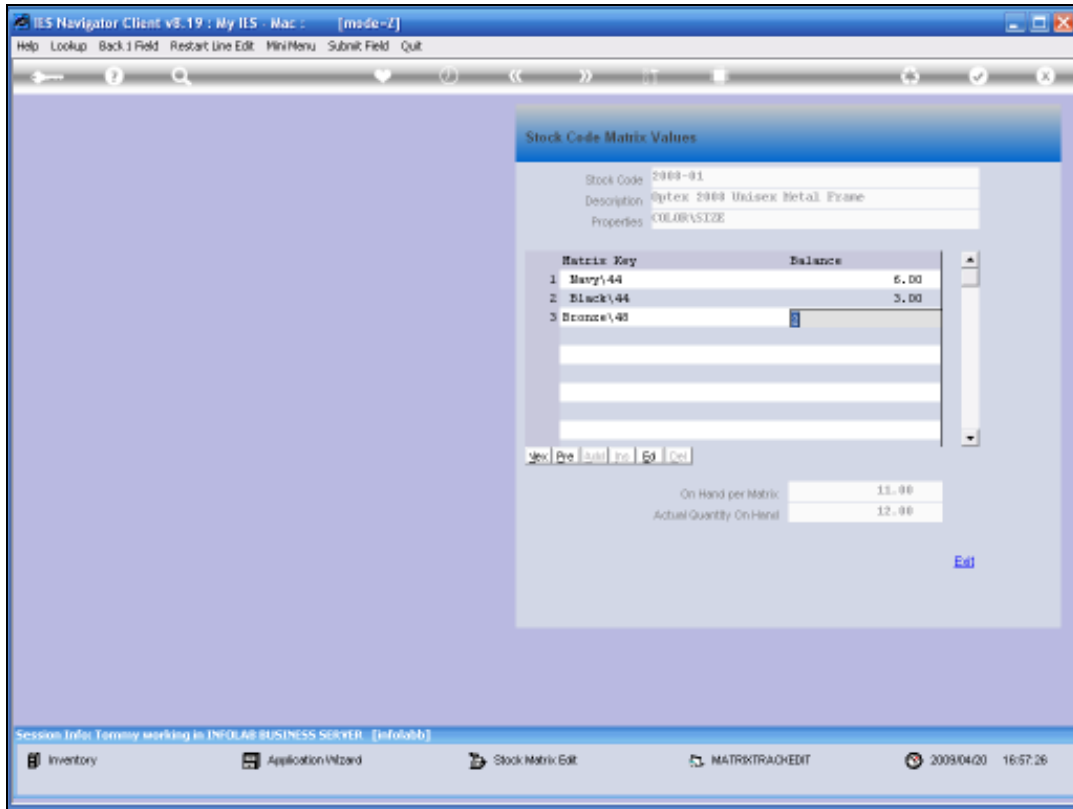 IES Navigator Client v8.19 : My IES - Mac : [mode=Z]
Help Lookup Back 1 Field Restart Line Edit MiniMenu Submit Field Quit
Stock Code Matrix Values
Stock Code 2000-01
Description Optex 2000 Unisex Metal Frame
Properties COLOR\SIZE
Matrix Key Balance
1 Navy\44 6.00
2 Black\44 3.00
3 Bronze\48 2
Nex Pre Add Ins Ed Del
On Hand per Matrix 11.00
Actual Quantity On Hand 12.00
Exit
Session Info: Tommy working in INFOLAB BUSINESS SERVER [infolabb]
Inventory Application Wizard Stock Matrix Edit MATRIXTRACKEDIT 2009/04/20 16:57:26